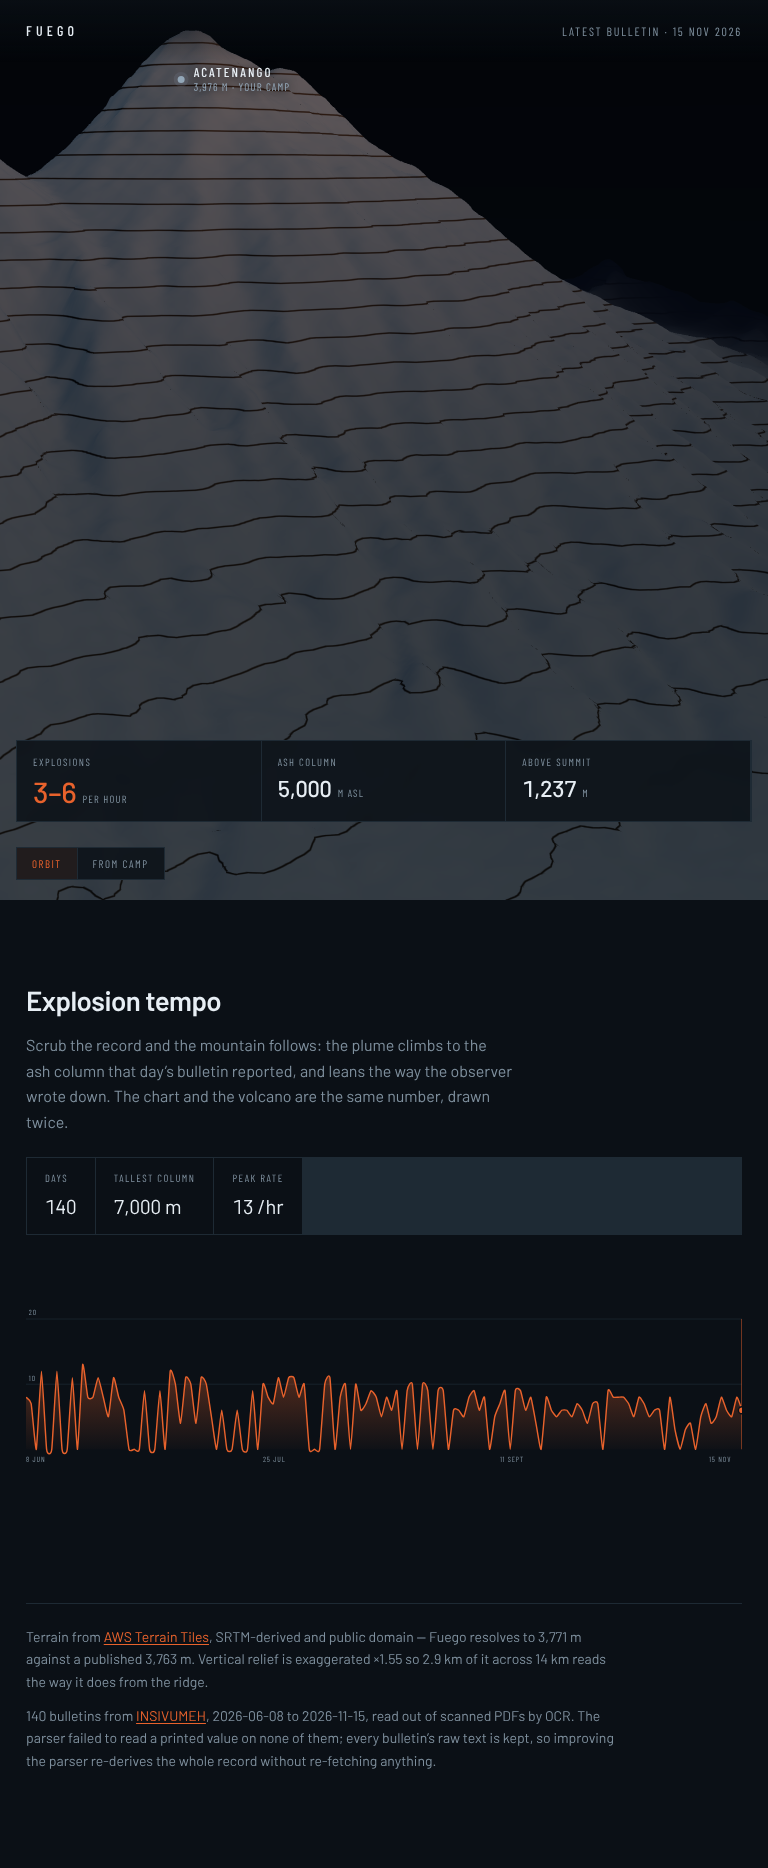 FUEGO
LATEST BULLETIN · 15 NOV 2026
ACATENANGO
3,976 M · YOUR CAMP
EXPLOSIONS
3–6 PER HOUR
ASH COLUMN
5,000 M ASL
ABOVE SUMMIT
1,237 M
ORBIT
FROM CAMP
Explosion tempo
Scrub the record and the mountain follows: the plume climbs to the
ash column that day’s bulletin reported, and leans the way the observer
wrote down. The chart and the volcano are the same number, drawn
twice.
DAYS
140
TALLEST COLUMN
7,000 m
PEAK RATE
13 /hr
20
10
8 JUN
25 JUL
11 SEPT
15 NOV
Terrain from AWS Terrain Tiles, SRTM-derived and public domain — Fuego resolves to 3,771 m
against a published 3,763 m. Vertical relief is exaggerated ×1.55 so 2.9 km of it across 14 km reads
the way it does from the ridge.
140 bulletins from INSIVUMEH, 2026-06-08 to 2026-11-15, read out of scanned PDFs by OCR. The
parser failed to read a printed value on none of them; every bulletin’s raw text is kept, so improving
the parser re-derives the whole record without re-fetching anything.